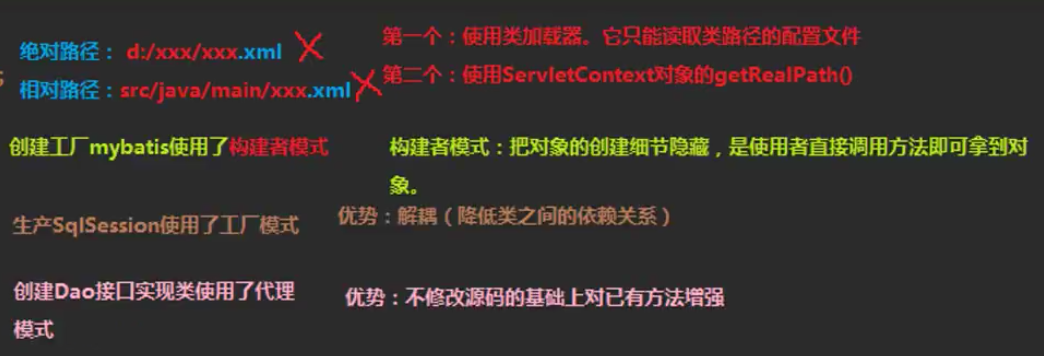 绝对路径： d:/xxx/xxx.xml
第一个：使用类加载器。它只能读取类路径的配置文件
相对路径：src/java/main/xxx.xml
第二个：使用ServletContext对象的getRealPath()
创建工厂mybatis使用了构建者模式
构建者模式：把对象的创建细节隐藏，是使用者直接调用方法即可拿到对
象。
生产SqlSession使用了工厂模式
优势：解耦（降低类之间的依赖关系）
创建Dao接口实现类使用了代理
模式
优势：不修改源码的基础上对已有方法增强